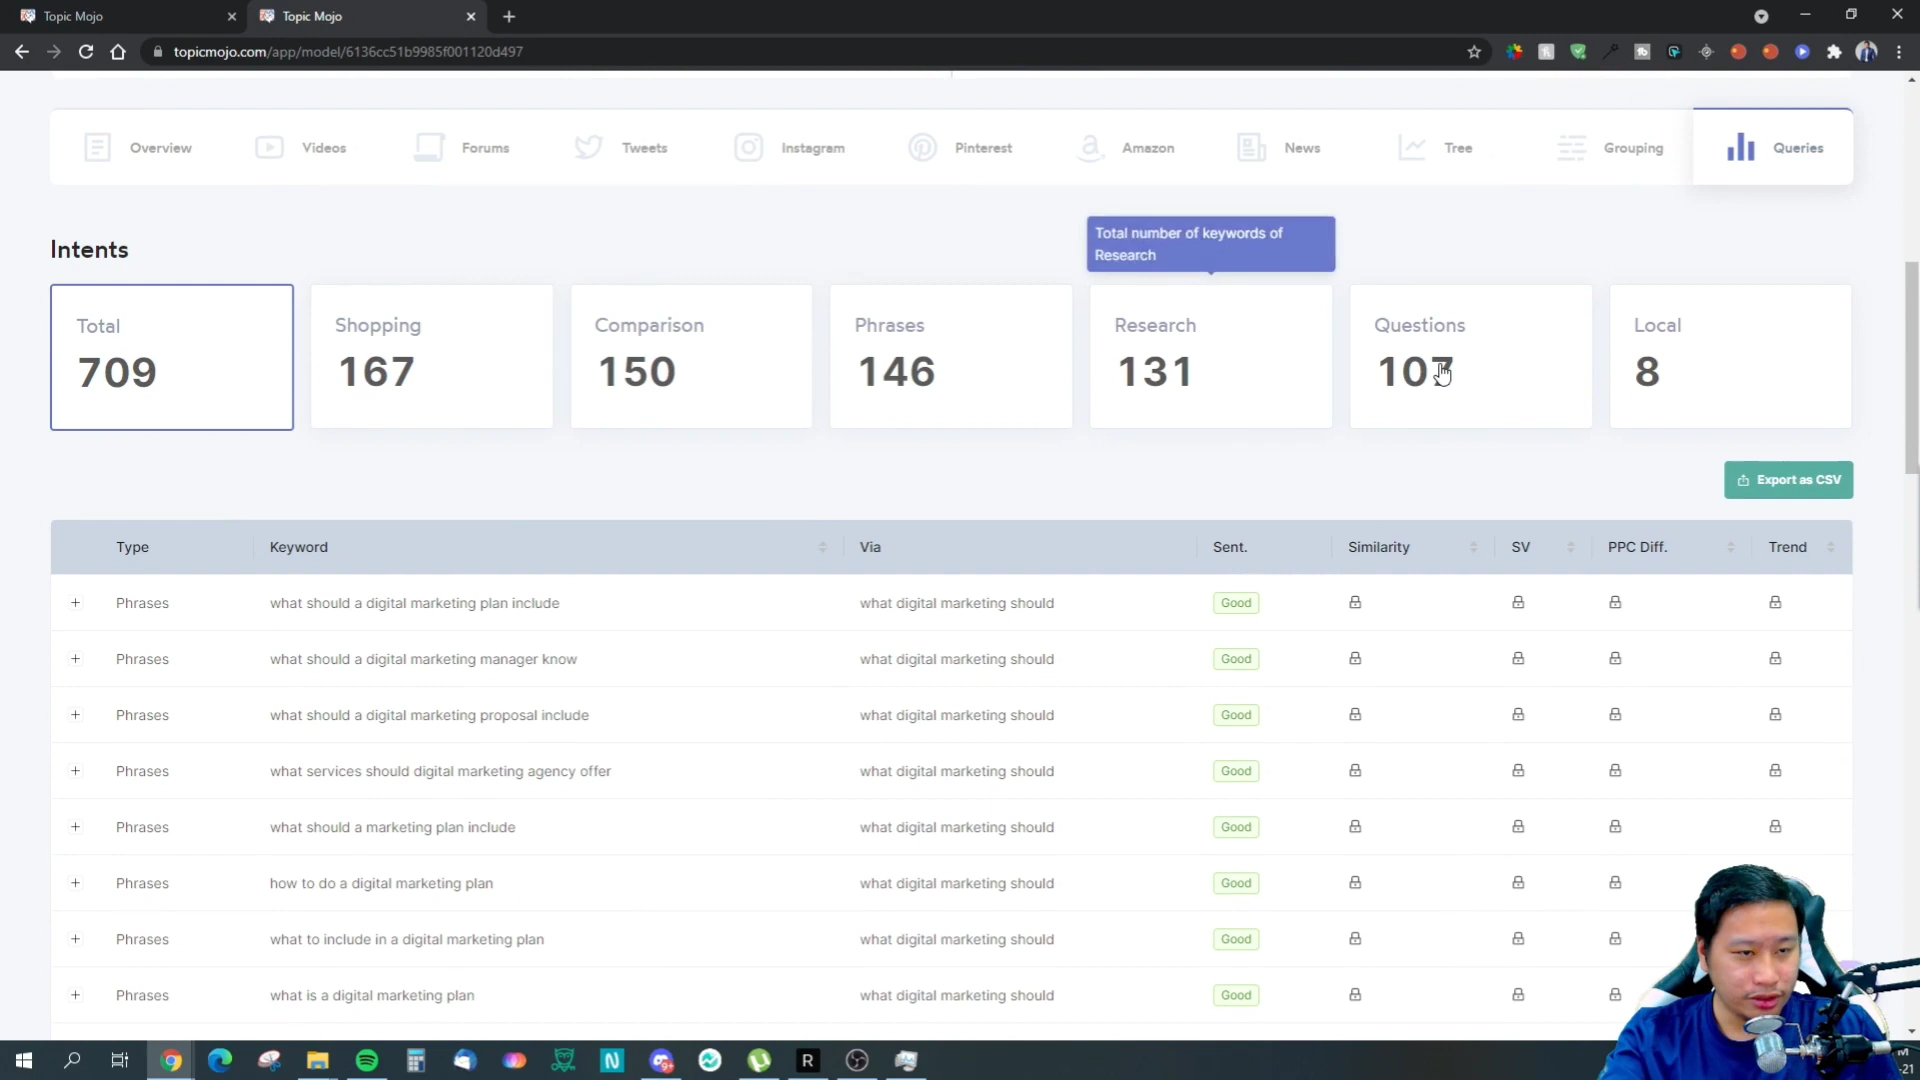 Topic Mojo
Topic Mojo
topicmojo.com/app/model/6136cc51b9985f001120d497
Overview
Videos
Forums
Tweets
Instagram
Pinterest
Amazon
News
Tree
Grouping
Queries
Total number of keywords of
Research
Intents
Total
Shopping
Comparison
Phrases
Research
Questions
Local
709
167
150
146
131
107
8
Export as CSV
Type Keyword Via Sent. Similarity SV PPC Diff. Trend
Phrases what should a digital marketing plan include what digital marketing should Good
Phrases what should a digital marketing manager know what digital marketing should Good
Phrases what should a digital marketing proposal include what digital marketing should Good
Phrases what services should digital marketing agency offer what digital marketing should Good
Phrases what should a marketing plan include what digital marketing should Good
Phrases how to do a digital marketing plan what digital marketing should Good
Phrases what to include in a digital marketing plan what digital marketing should Good
Phrases what is a digital marketing plan what digital marketing should Good